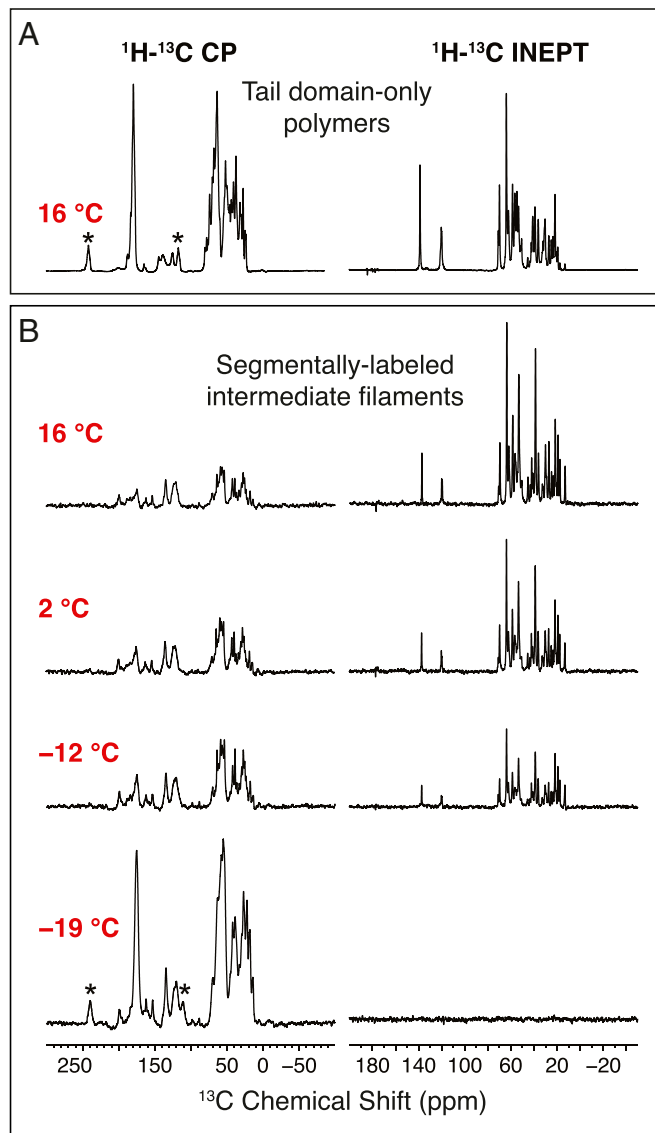 A
¹H-¹³C CP
¹H-¹³C INEPT
Tail domain-only
polymers
16 °C
*
*
B
Segmentally-labeled
intermediate filaments
16 °C
2 °C
–12 °C
–19 °C
*
*
250 150 50 0 -50
180 140 100 60 20 -20
¹³C Chemical Shift (ppm)